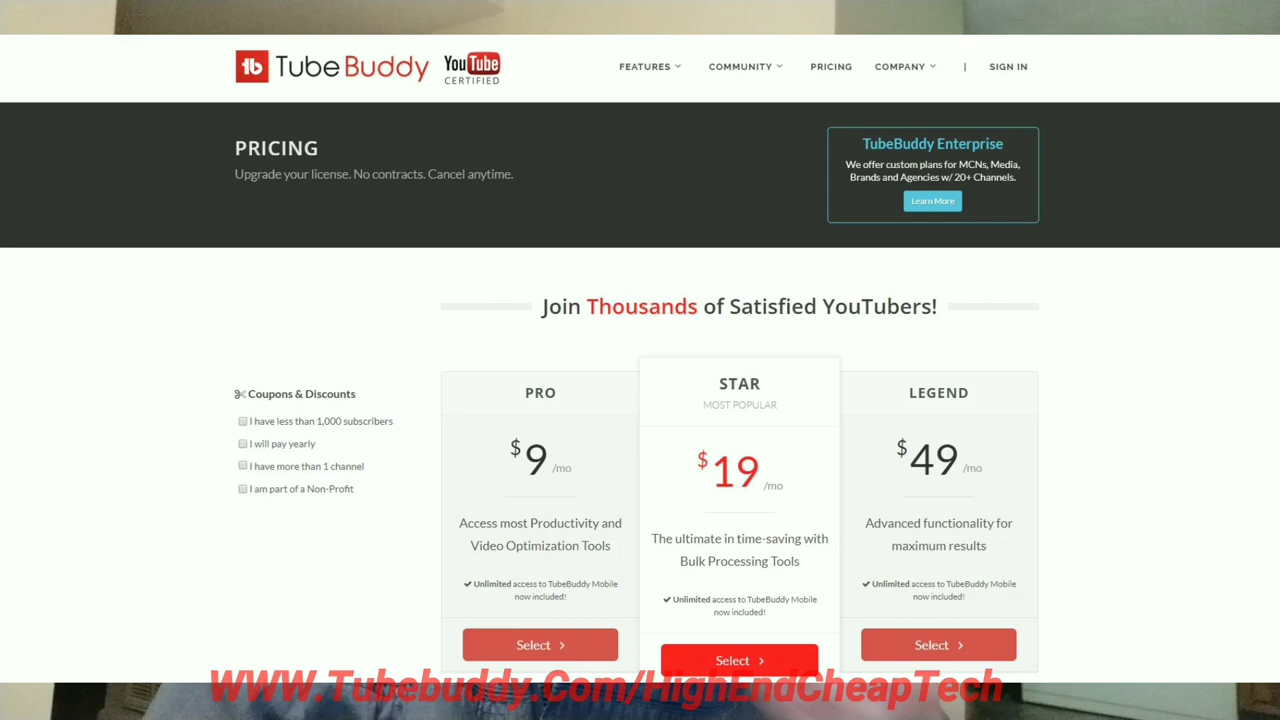 TubeBuddy YouTube CERTIFIED
FEATURES COMMUNITY PRICING COMPANY | SIGN IN
PRICING
Upgrade your license. No contracts. Cancel anytime.
TubeBuddy Enterprise
We offer custom plans for MCNs, Media,
Brands and Agencies w/ 20+ Channels.
Learn More
Join Thousands of Satisfied YouTubers!
Coupons & Discounts
I have less than 1,000 subscribers
I will pay yearly
I have more than 1 channel
I am part of a Non-Profit
PRO
$9 /mo
Access most Productivity and
Video Optimization Tools
Unlimited access to TubeBuddy Mobile
now included!
Select
STAR
MOST POPULAR
$19 /mo
The ultimate in time-saving with
Bulk Processing Tools
Unlimited access to TubeBuddy Mobile
now included!
Select
LEGEND
$49 /mo
Advanced functionality for
maximum results
Unlimited access to TubeBuddy Mobile
now included!
Select
WWW.Tubebuddy.Com/HighEndCheapTech